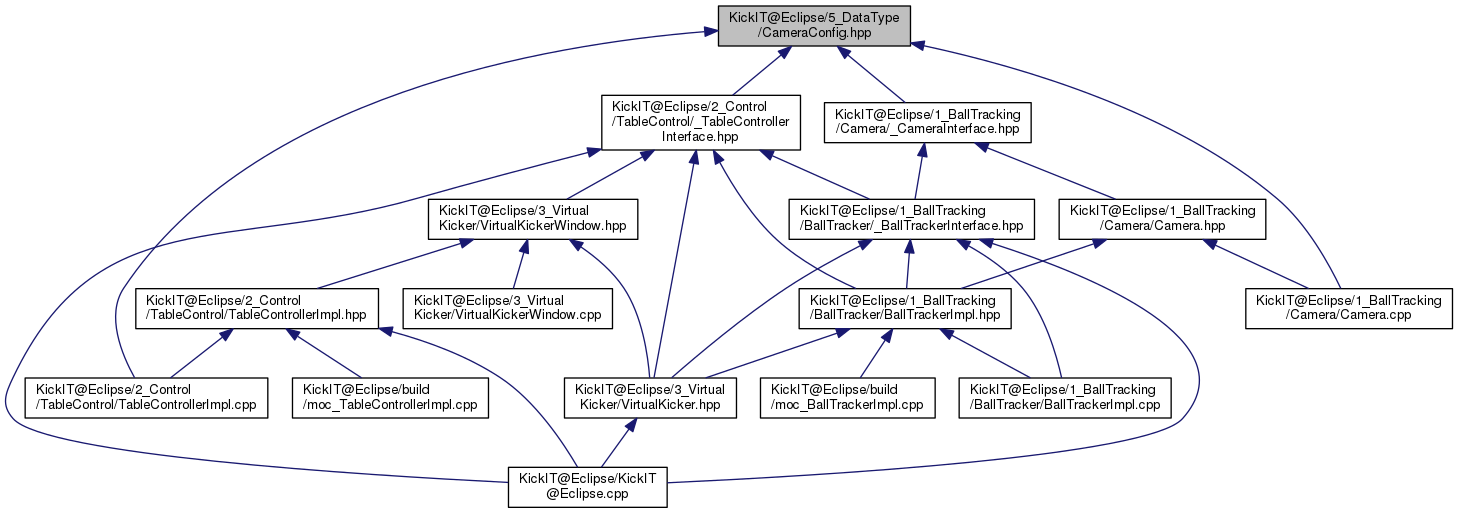 KickIT@Eclipse/5_DataType
/CameraConfig.hpp
KickIT@Eclipse/2_Control
/TableControl/_TableController
Interface.hpp
KickIT@Eclipse/1_BallTracking
/Camera/_CameraInterface.hpp
KickIT@Eclipse/3_Virtual
Kicker/VirtualKickerWindow.hpp
KickIT@Eclipse/1_BallTracking
/BallTracker/_BallTrackerInterface.hpp
KickIT@Eclipse/1_BallTracking
/Camera/Camera.hpp
KickIT@Eclipse/2_Control
/TableControl/TableControllerImpl.hpp
KickIT@Eclipse/3_Virtual
Kicker/VirtualKickerWindow.cpp
KickIT@Eclipse/1_BallTracking
/BallTracker/BallTrackerImpl.hpp
KickIT@Eclipse/1_BallTracking
/Camera/Camera.cpp
KickIT@Eclipse/2_Control
/TableControl/TableControllerImpl.cpp
KickIT@Eclipse/build
/moc_TableControllerImpl.cpp
KickIT@Eclipse/3_Virtual
Kicker/VirtualKicker.hpp
KickIT@Eclipse/build
/moc_BallTrackerImpl.cpp
KickIT@Eclipse/1_BallTracking
/BallTracker/BallTrackerImpl.cpp
KickIT@Eclipse/KickIT
@Eclipse.cpp